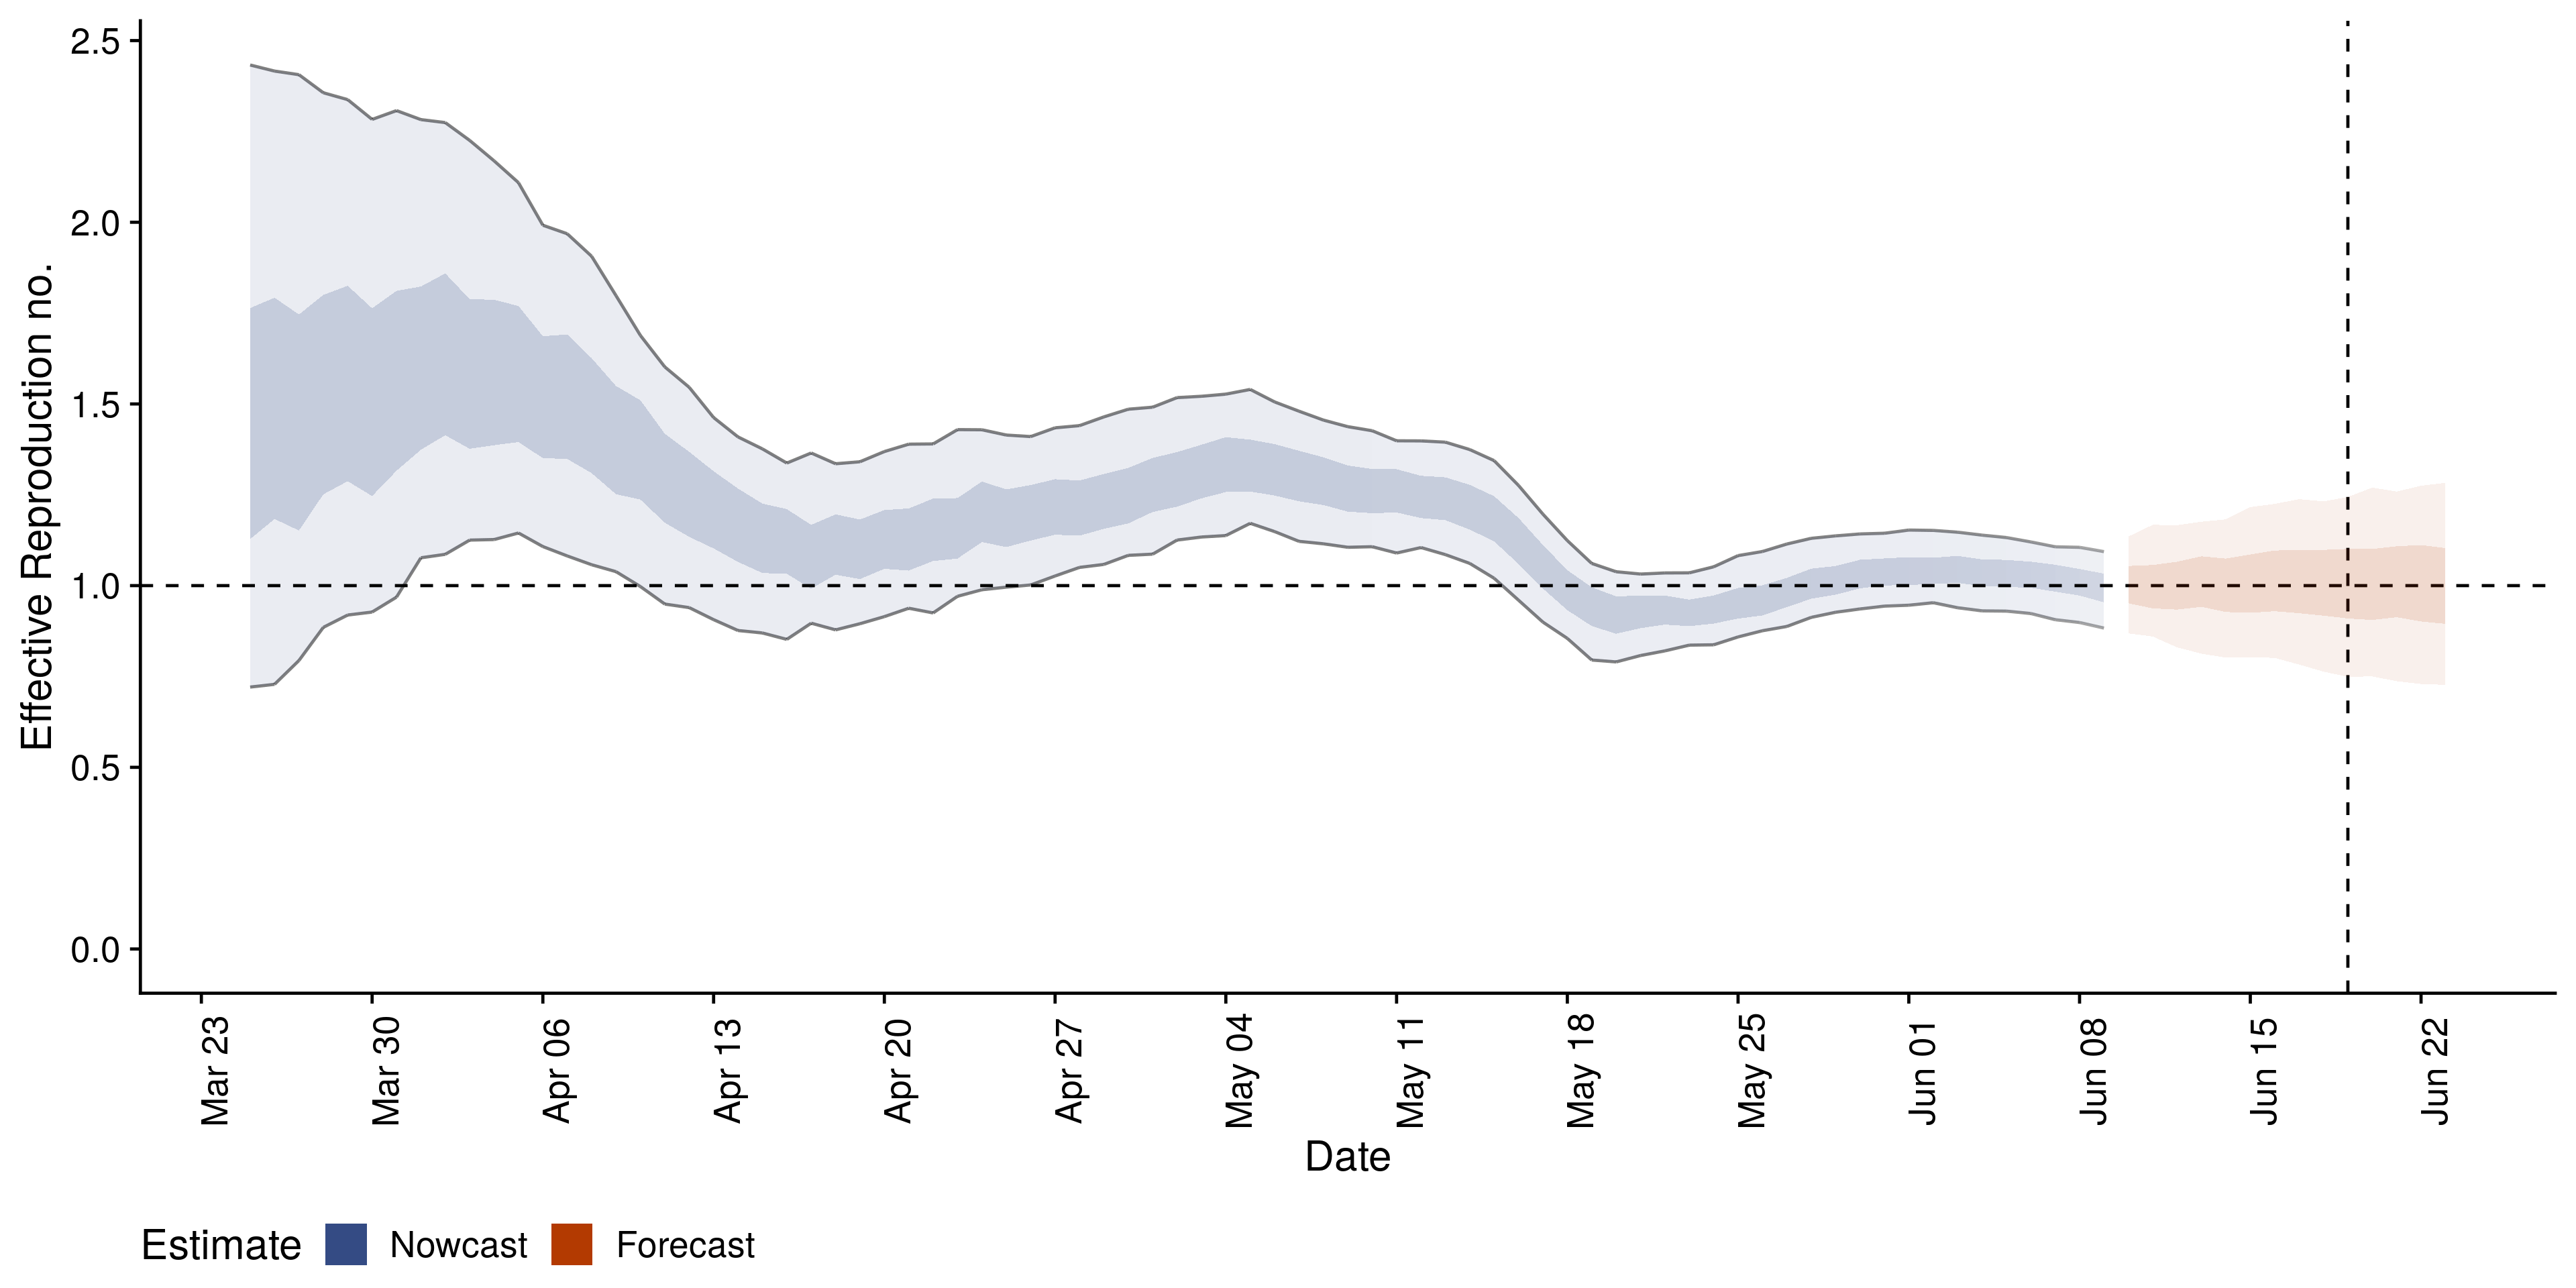 Effective Reproduction no.
2.5
2.0
1.5
1.0
0.5
0.0
Mar 23
Mar 30
Apr 06
Apr 13
Apr 20
Apr 27
May 04
May 11
May 18
May 25
Jun 01
Jun 08
Jun 15
Jun 22
Date
Estimate Nowcast Forecast